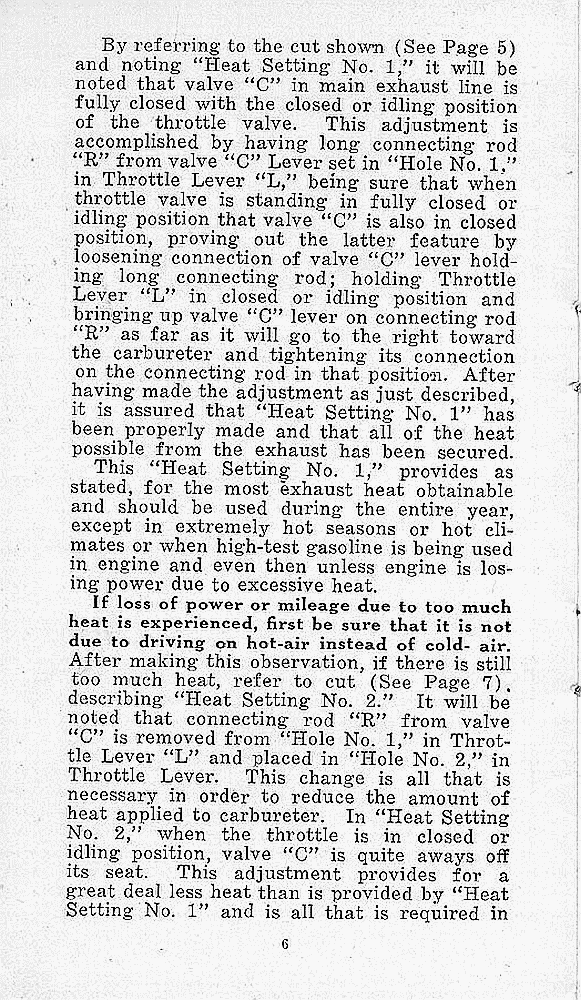 By referring to the cut shown (See Page 5)
and noting “Heat Setting No. 1,” it will be
noted that valve “C” in main exhaust line is
fully closed with the closed or idling position
of the throttle valve. This adjustment is
accomplished by having long connecting rod
“R” from valve “C” Lever set in “Hole No. 1,”
in Throttle Lever “L,” being sure that when
throttle valve is standing in fully closed or
idling position that valve “C” is also in closed
position, proving out the latter feature by
loosening connection of valve “C” lever hold-
ing long connecting rod; holding Throttle
Lever “L” in closed or idling position and
bringing up valve “C” lever on connecting rod
“R” as far as it will go to the right toward
the carbureter and tightening its connection
on the connecting rod in that position. After
having made the adjustment as just described,
it is assured that “Heat Setting No. 1” has
been properly made and that all of the heat
possible from the exhaust has been secured.
This “Heat Setting No. 1,” provides as
stated, for the most exhaust heat obtainable
and should be used during the entire year,
except in extremely hot seasons or hot cli-
mates or when high-test gasoline is being used
in engine and even then unless engine is los-
ing power due to excessive heat.
If loss of power or mileage due to too much
heat is experienced, first be sure that it is not
due to driving on hot-air instead of cold- air.
After making this observation, if there is still
too much heat, refer to cut (See Page 7).
describing “Heat Setting No. 2.” It will be
noted that connecting rod “R” from valve
“C” is removed from “Hole No. 1,” in Throt-
tle Lever “L” and placed in “Hole No. 2,” in
Throttle Lever. This change is all that is
necessary in order to reduce the amount of
heat applied to carbureter. In “Heat Setting
No. 2,” when the throttle is in closed or
idling position, valve “C” is quite aways off
its seat. This adjustment provides for a
great deal less heat than is provided by “Heat
Setting No. 1” and is all that is required in
6